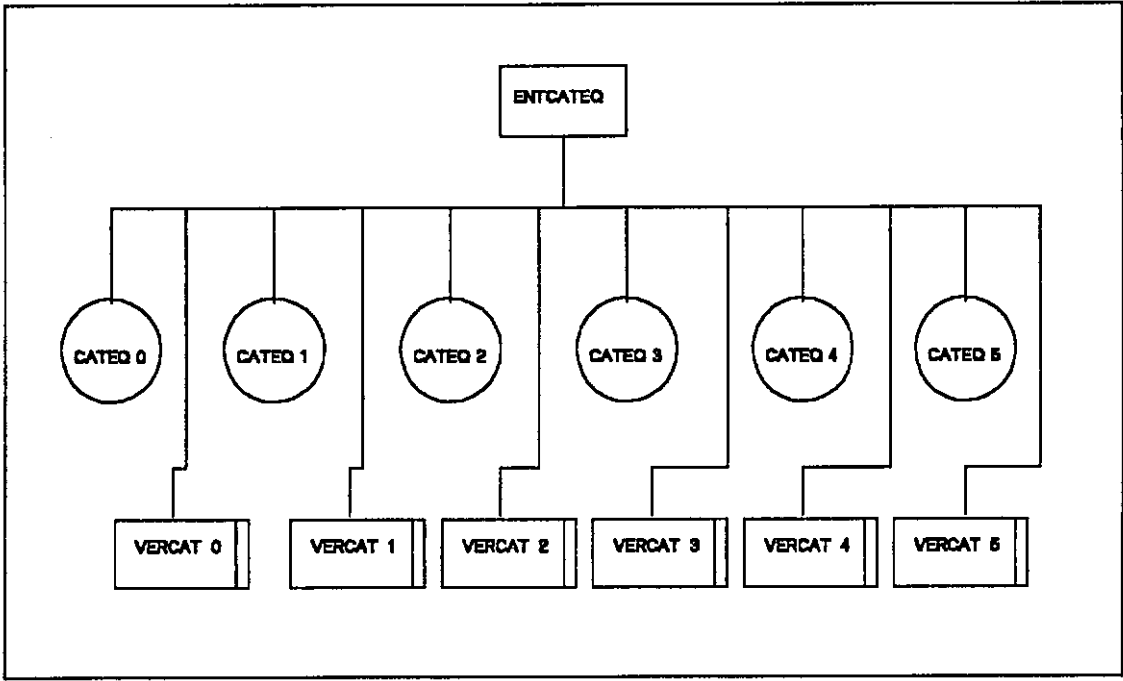 ENTCATEQ
CATEQ 0
CATEQ 1
CATEQ 2
CATEQ 3
CATEQ 4
CATEQ 5
VERCAT 0
VERCAT 1
VERCAT 2
VERCAT 3
VERCAT 4
VERCAT 5